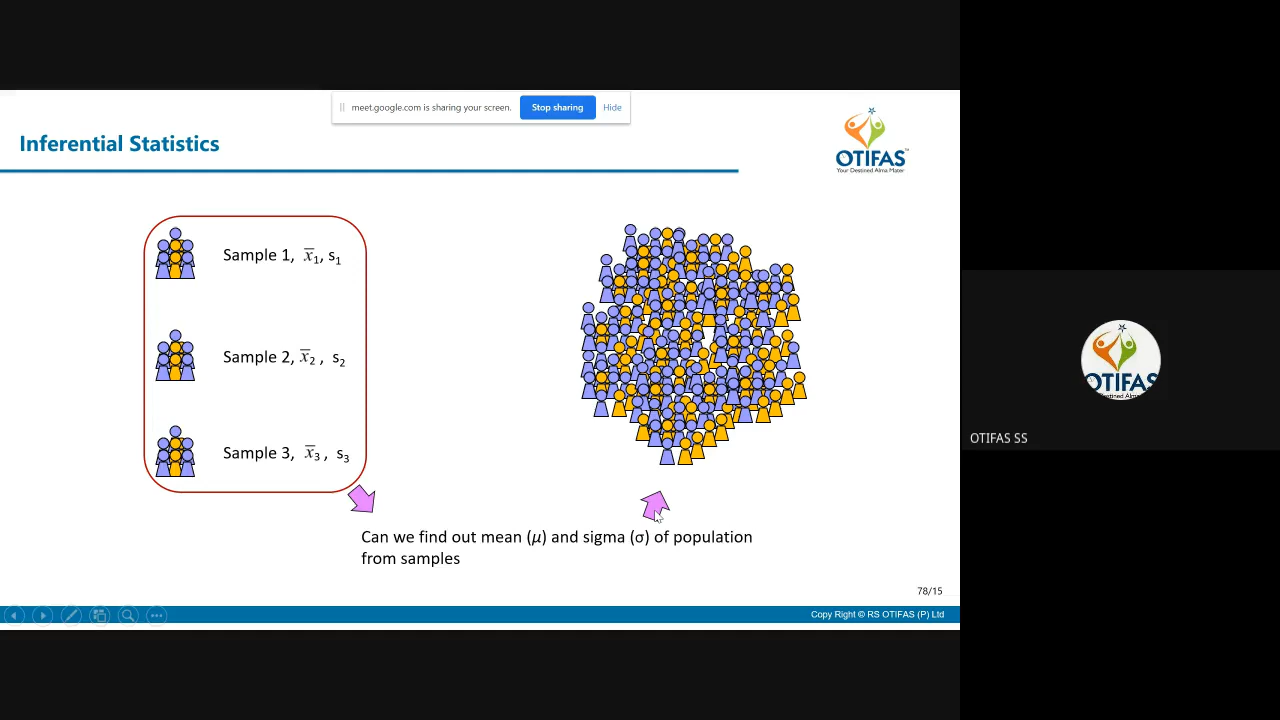 meet.google.com is sharing your screen. Stop sharing Hide
Inferential Statistics
OTIFAS™
Your Destined Alma Mater
Sample 1, x̅₁, s₁
Sample 2, x̅₂ , s₂
Sample 3, x̅₃ , s₃
Can we find out mean (μ) and sigma (σ) of population
from samples
78/15
Copy Right © RS OTIFAS (P) Ltd
OTIFAS
OTIFAS SS